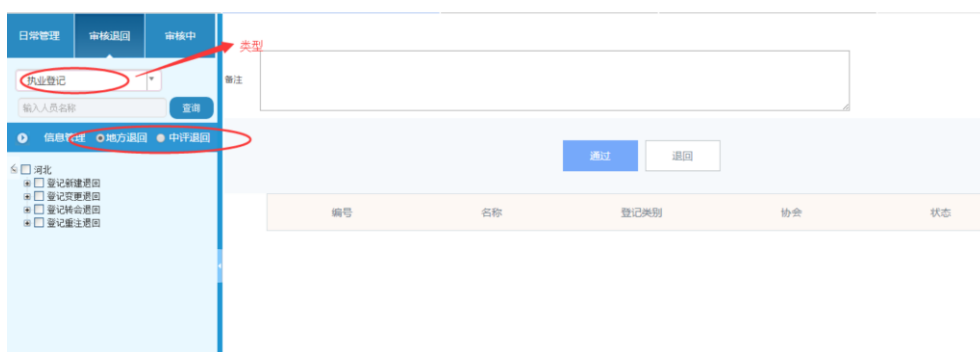 日常管理 审核退回 审核中
类型
执业登记
备注
输入人员名称 查询
信息管理 地方退回 中评退回
通过 退回
河北
登记新建退回
登记变更退回
登记转会退回
登记重注退回
编号 名称 登记类别 协会 状态